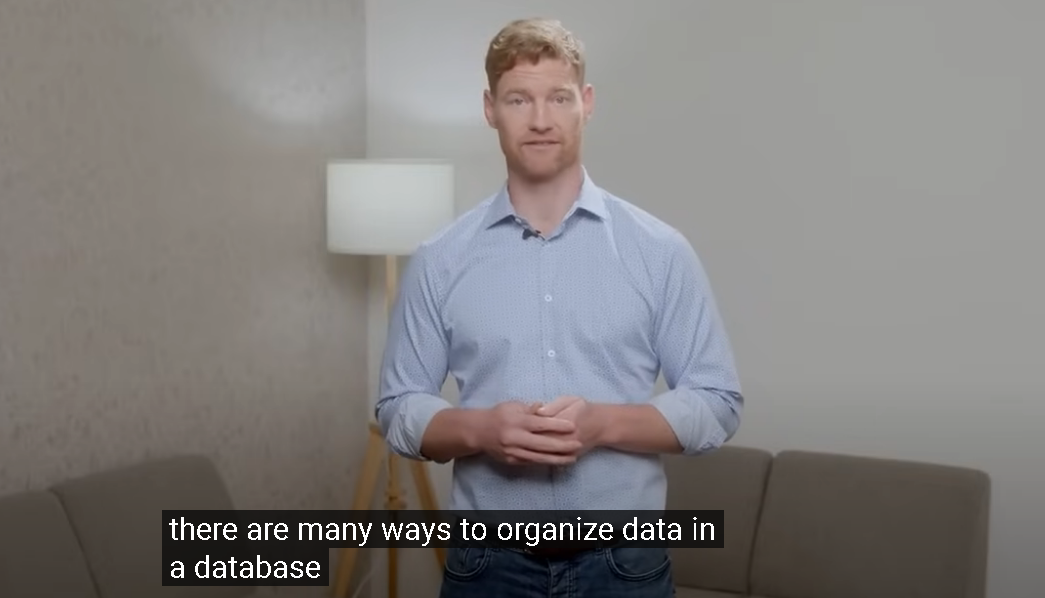 there are many ways to organize data in
a database